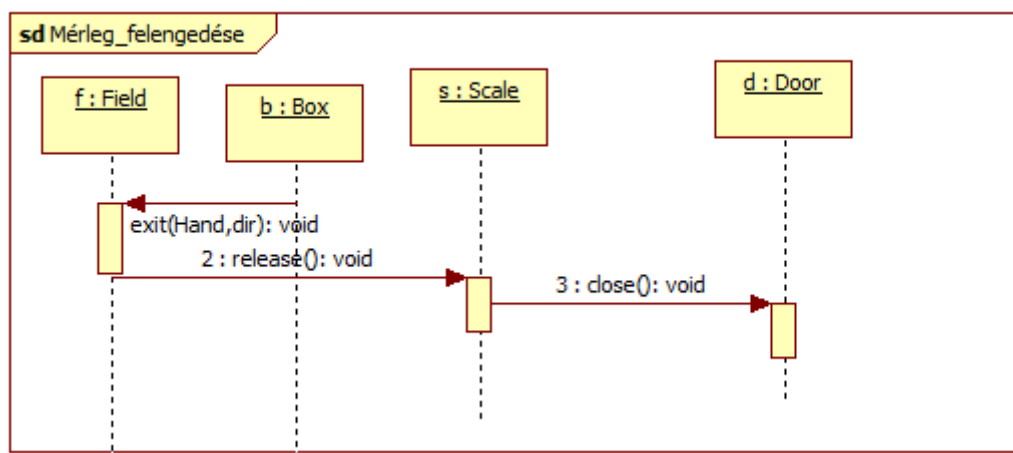 sd Mérleg_felengedése
f : Field
b : Box
s : Scale
d : Door
exit(Hand,dir): void
2 : release(): void
3 : close(): void